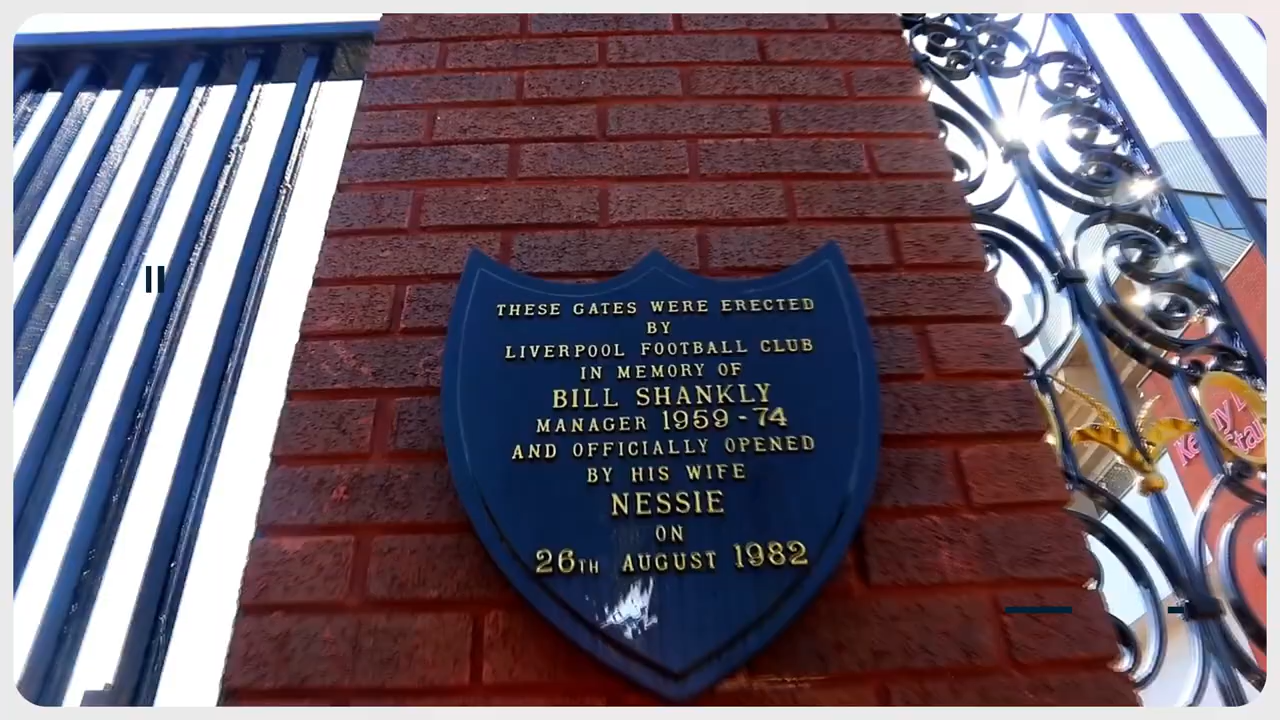 THESE GATES WERE ERECTED
BY
LIVERPOOL FOOTBALL CLUB
IN MEMORY OF
BILL SHANKLY
MANAGER 1959-74
AND OFFICIALLY OPENED
BY HIS WIFE
NESSIE
ON
26TH AUGUST 1982